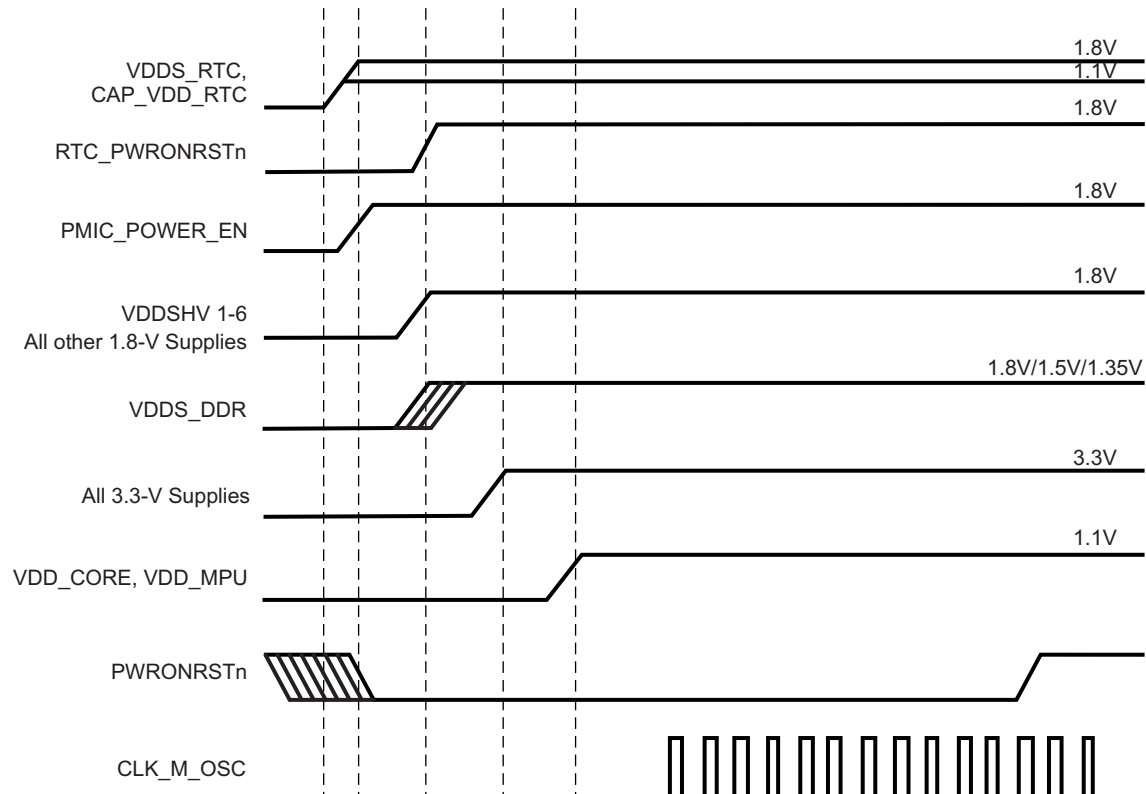 1.8V
VDDS_RTC,
1.1V
CAP_VDD_RTC
1.8V
RTC_PWRONRSTn
1.8V
PMIC_POWER_EN
1.8V
VDDSHV 1-6
All other 1.8-V Supplies
1.8V/1.5V/1.35V
VDDS_DDR
3.3V
All 3.3-V Supplies
1.1V
VDD_CORE, VDD_MPU
PWRONRSTn
CLK_M_OSC